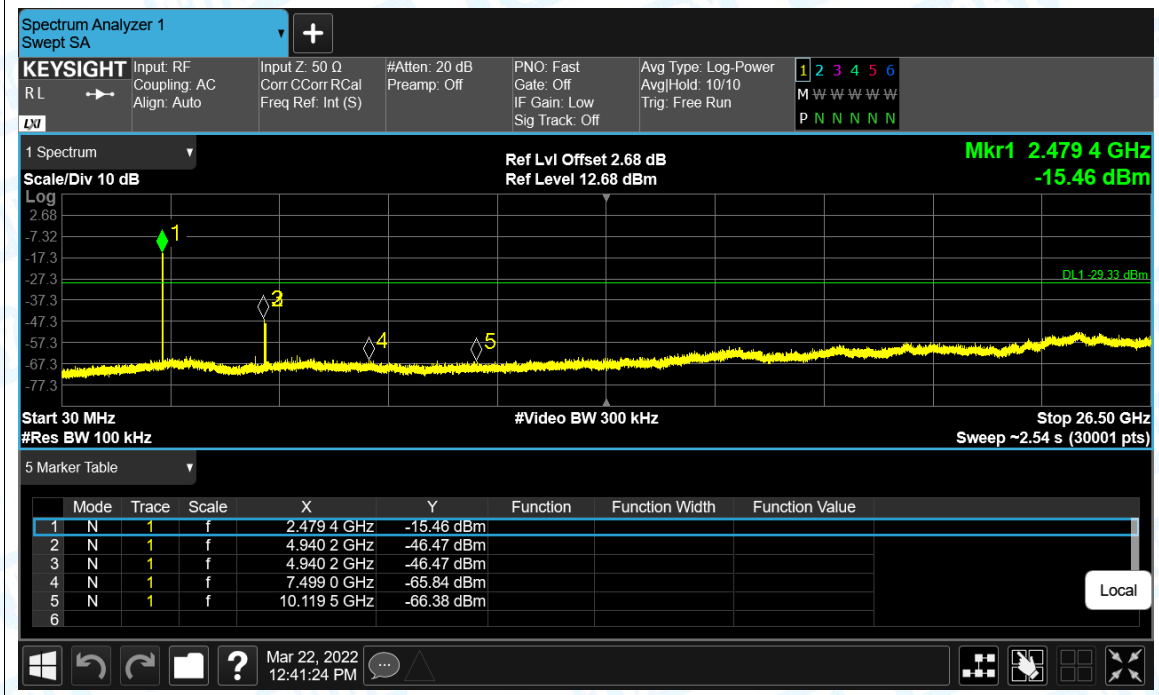 Spectrum Analyzer 1
Swept SA
+
KEYSIGHT Input: RF Input Z: 50 Ω #Atten: 20 dB PNO: Fast Avg Type: Log-Power 1 2 3 4 5 6
R L Coupling: AC Corr CCorr RCal Preamp: Off Gate: Off Avg|Hold: 10/10 M W W W W W
Align: Auto Freq Ref: Int (S) IF Gain: Low Trig: Free Run
LXI Sig Track: Off P N N N N N
1 Spectrum Ref Lvl Offset 2.68 dB Mkr1 2.479 4 GHz
Scale/Div 10 dB Ref Level 12.68 dBm -15.46 dBm
Log
2.68
-7.32 1
-17.3
-27.3 DL1 -29.33 dBm
-37.3 3
-47.3
-57.3 4 5
-67.3
-77.3
Start 30 MHz #Video BW 300 kHz Stop 26.50 GHz
#Res BW 100 kHz Sweep ~2.54 s (30001 pts)
5 Marker Table
Mode Trace Scale X Y Function Function Width Function Value
1 N 1 f 2.479 4 GHz -15.46 dBm
2 N 1 f 4.940 2 GHz -46.47 dBm
3 N 1 f 4.940 2 GHz -46.47 dBm
4 N 1 f 7.499 0 GHz -65.84 dBm
5 N 1 f 10.119 5 GHz -66.38 dBm
6
Local
? Mar 22, 2022
12:41:24 PM